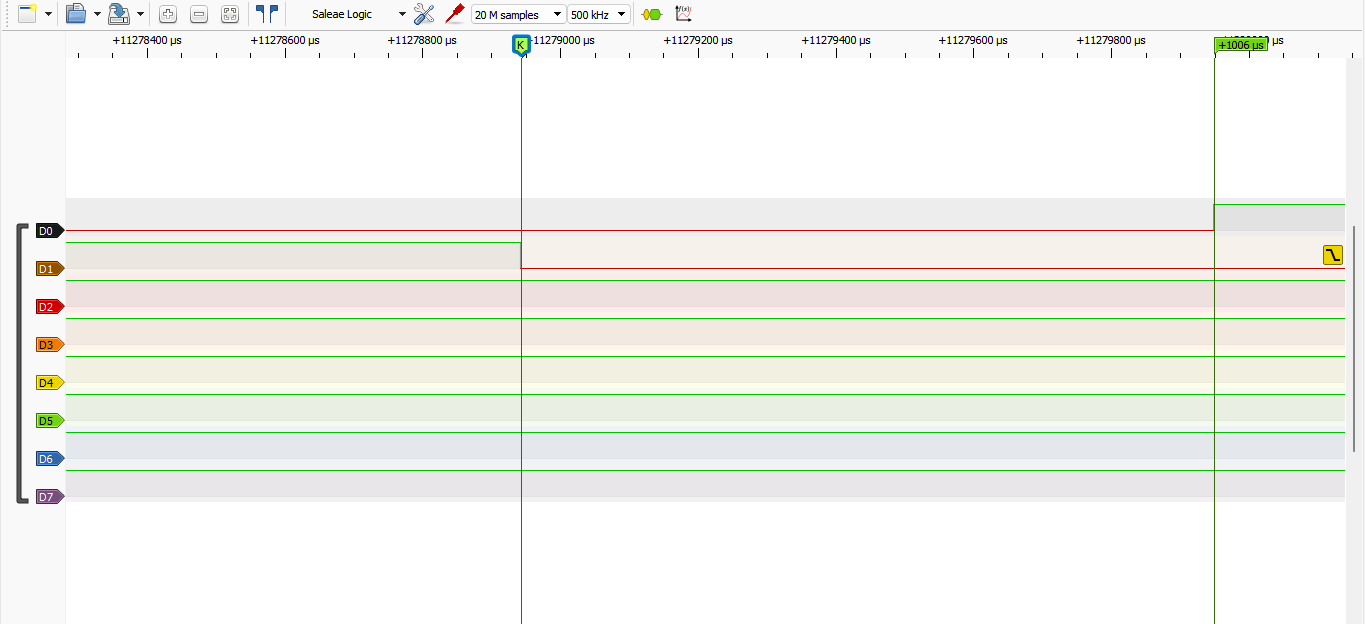 Saleae Logic 20 M samples 500 kHz f(x)
+11278400 µs +11278600 µs +11278800 µs +11279000 µs +11279200 µs +11279400 µs +11279600 µs +11279800 µs
K +1006 µs
D0
D1
D2
D3
D4
D5
D6
D7